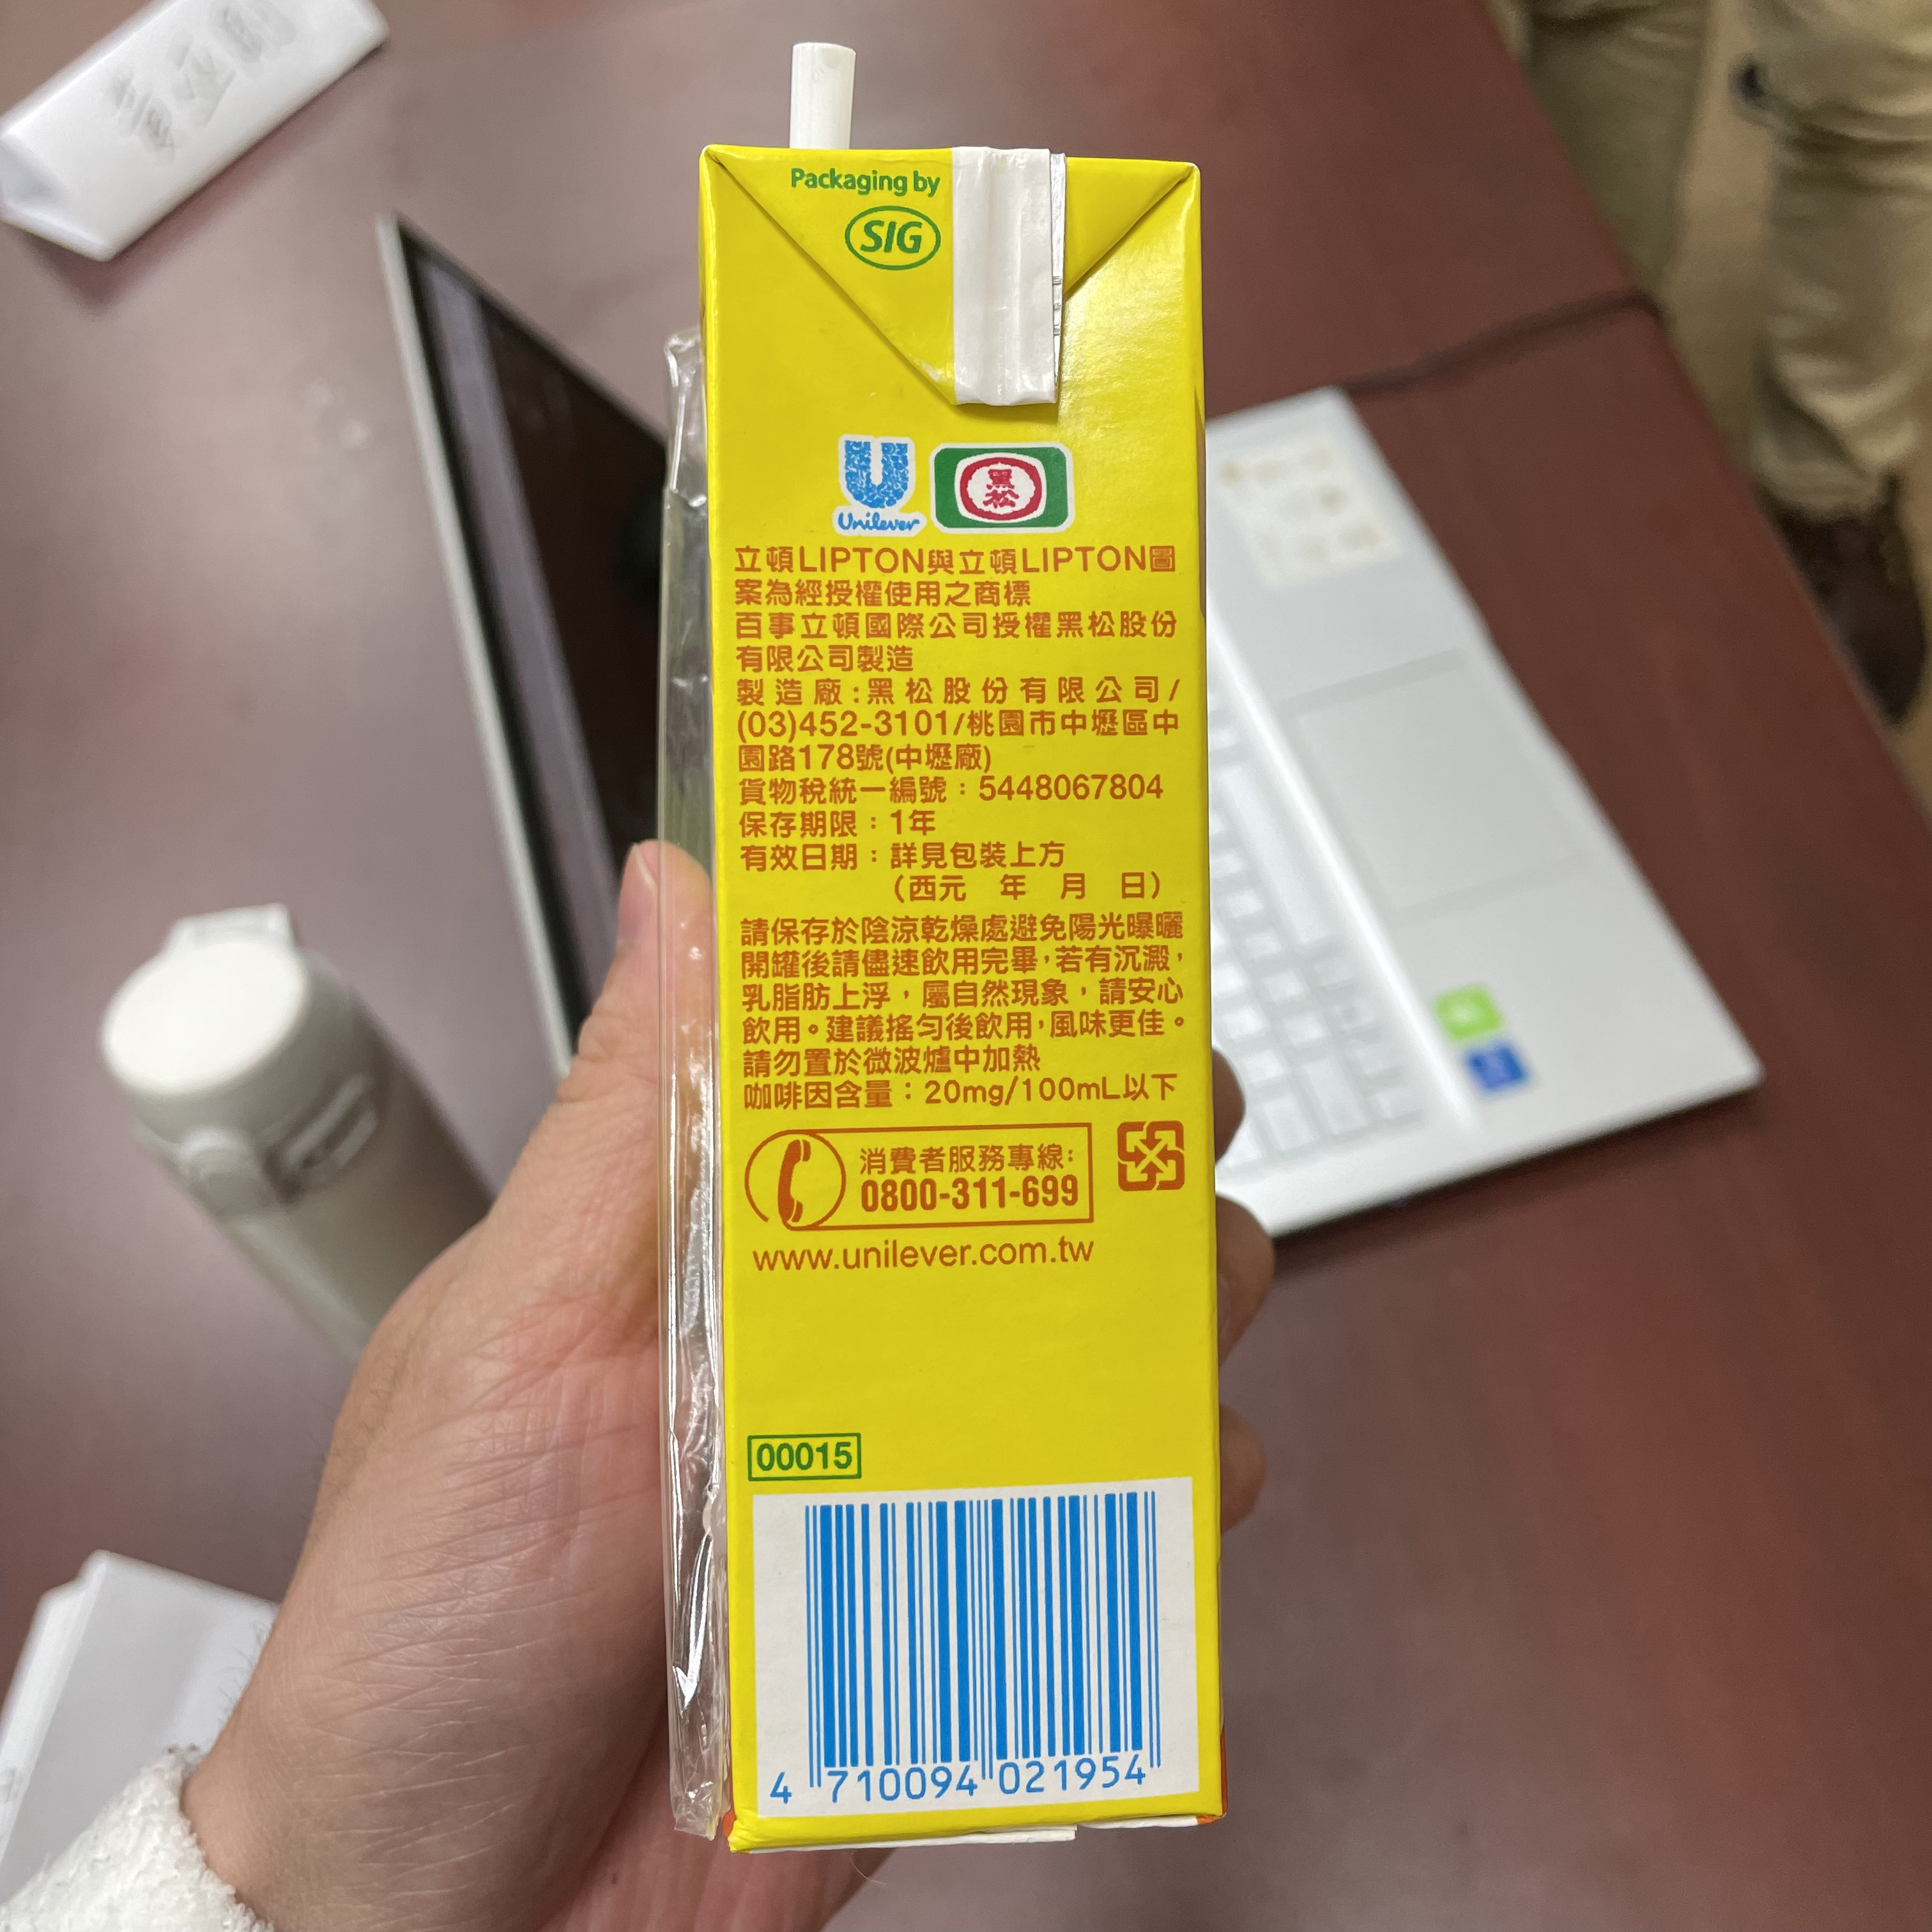 Packaging by
SIG
Unilever
黑松
立頓LIPTON與立頓LIPTON圖
案為經授權使用之商標
百事立頓國際公司授權黑松股份
有限公司製造
製造廠:黑松股份有限公司/
(03)452-3101/桃園市中壢區中
園路178號(中壢廠)
貨物稅統一編號：5448067804
保存期限：1年
有效日期：詳見包裝上方
（西元 年 月 日）
請保存於陰涼乾燥處避免陽光曝曬
開罐後請儘速飲用完畢，若有沉澱，
乳脂肪上浮，屬自然現象，請安心
飲用。建議搖勻後飲用，風味更佳。
請勿置於微波爐中加熱
咖啡因含量：20mg/100mL以下
消費者服務專線:
0800-311-699
www.unilever.com.tw
00015
4 710094 021954